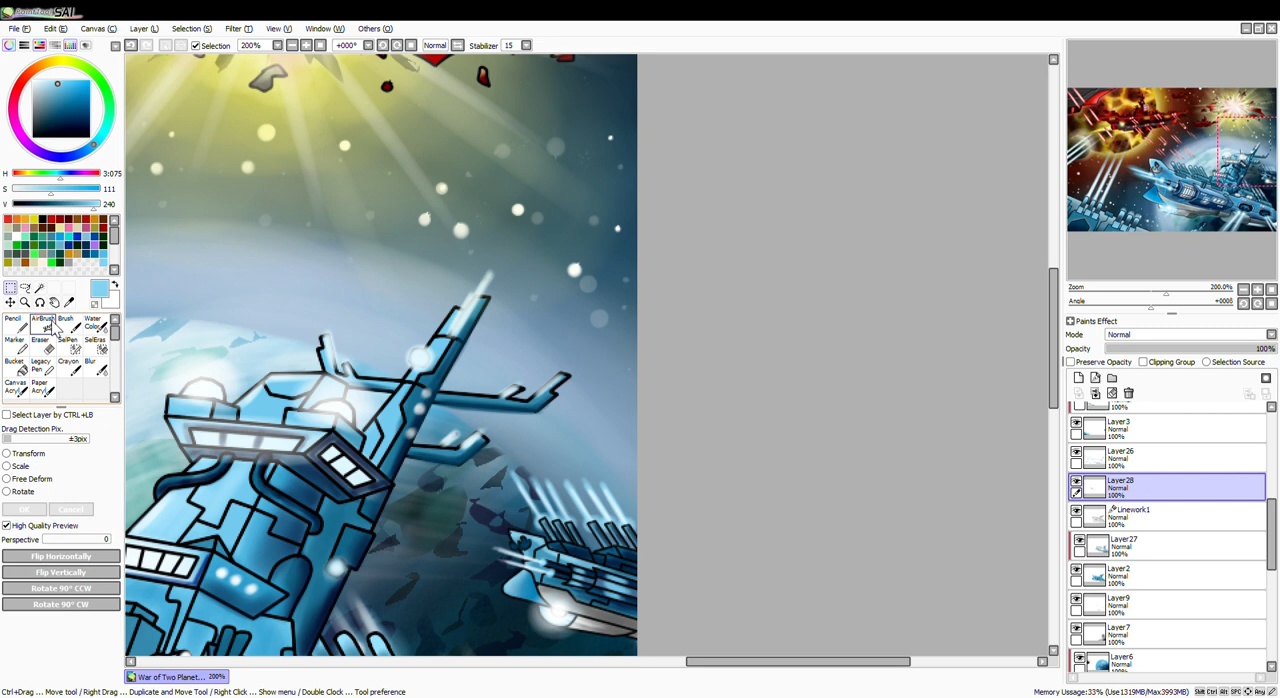 PaintTool SAI
File (F) Edit (E) Canvas (C) Layer (L) Selection (S) Filter (T) View (V) Window (W) Others (O)
Selection 200% +000° Normal Stabilizer 15
H 3:075
S 111
V 240
Pencil AirBrush Brush Water Color
Marker Eraser SelPen SelEras
Bucket Legacy Pen Crayon Blur
Canvas Acryl Paper Acryl
Select Layer by CTRL+LB
Drag Detection Pix.
±3pix
Transform
Scale
Free Deform
Rotate
OK Cancel
High Quality Preview
Perspective 0
Flip Horizontally
Flip Vertically
Rotate 90° CCW
Rotate 90° CW
War of Two Planet... 200%
Zoom 200.0%
Angle +000°
Paints Effect
Mode Normal
Opacity 100%
Preserve Opacity Clipping Group Selection Source
100%
Layer3
Normal
100%
Layer26
Normal
100%
Layer28
Normal
100%
Linework1
Normal
100%
Layer27
Normal
100%
Layer2
Normal
100%
Layer9
Normal
100%
Layer7
Normal
100%
Layer6
Normal
Ctrl+Drag ... Move tool / Right Drag ... Duplicate and Move Tool / Right Click ... Show menu / Double Clock ... Tool preference
Memory Usage:33% (Use1319MB/Max3993MB) Shft Ctrl Alt SPC Any